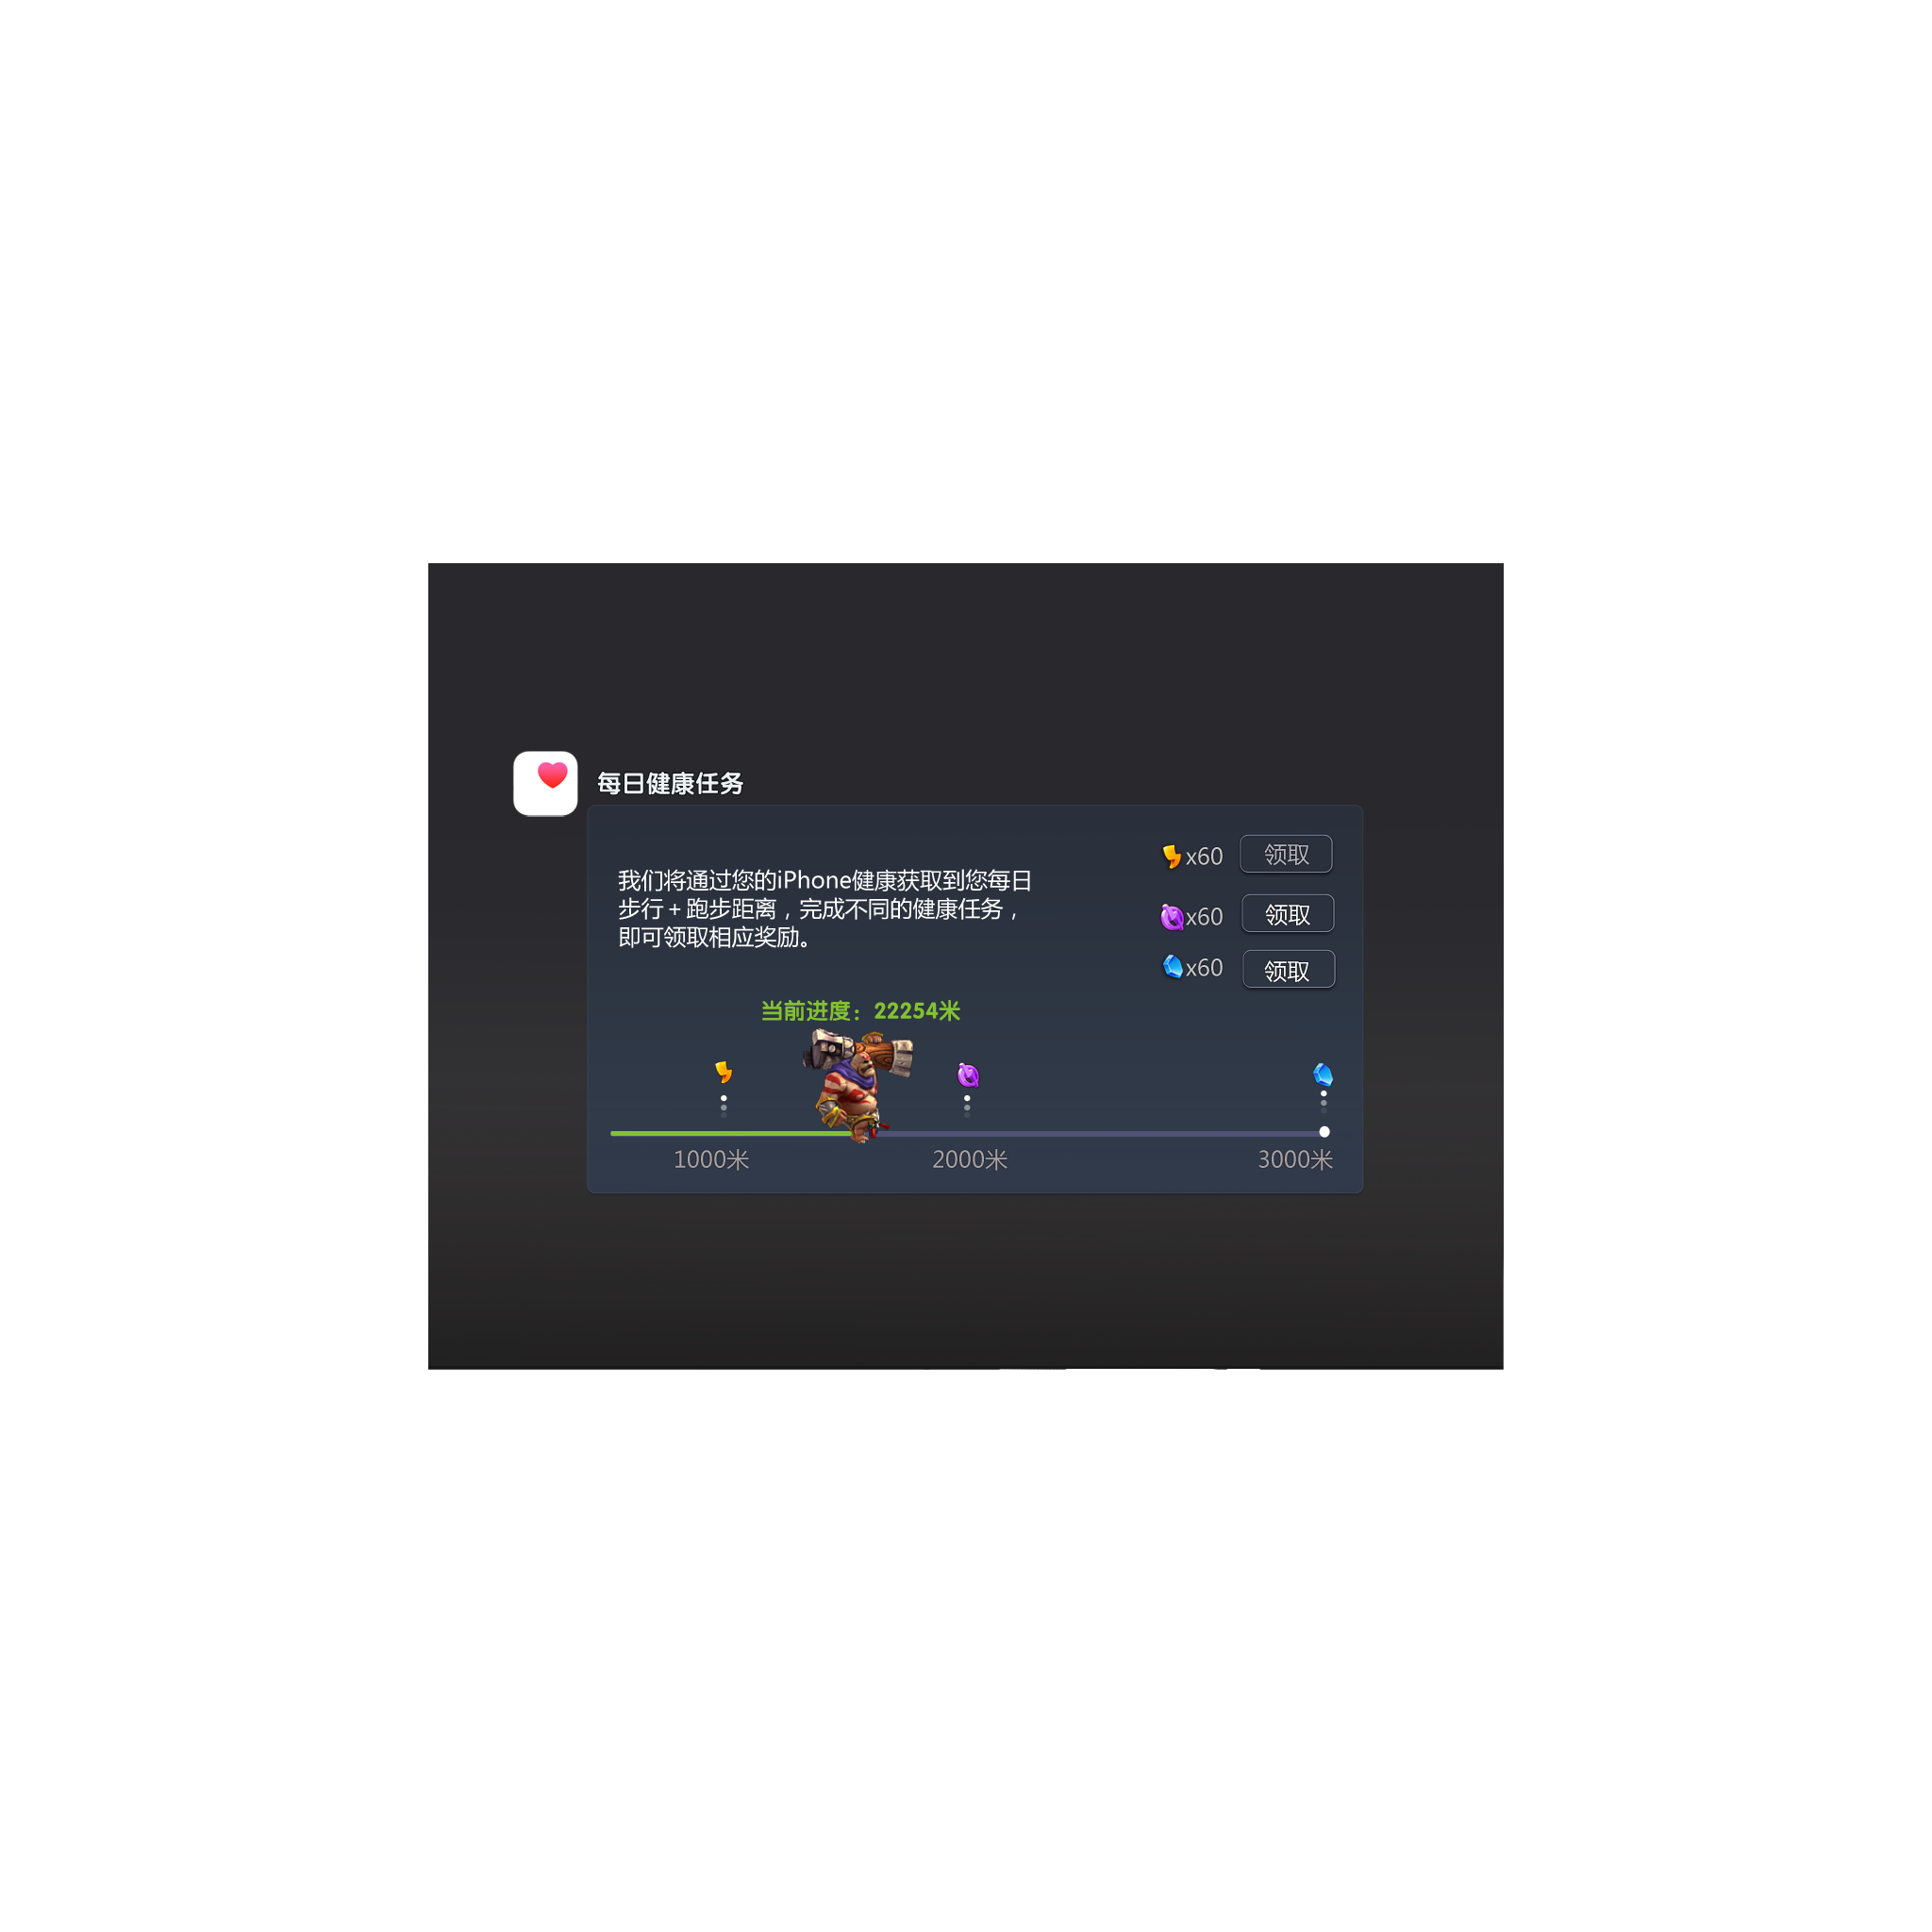 每日健康任务
x60 领取
我们将通过您的iPhone健康获取到您每日
步行+跑步距离，完成不同的健康任务，
即可领取相应奖励。
x60 领取
x60 领取
当前进度：22254米
1000米 2000米 3000米